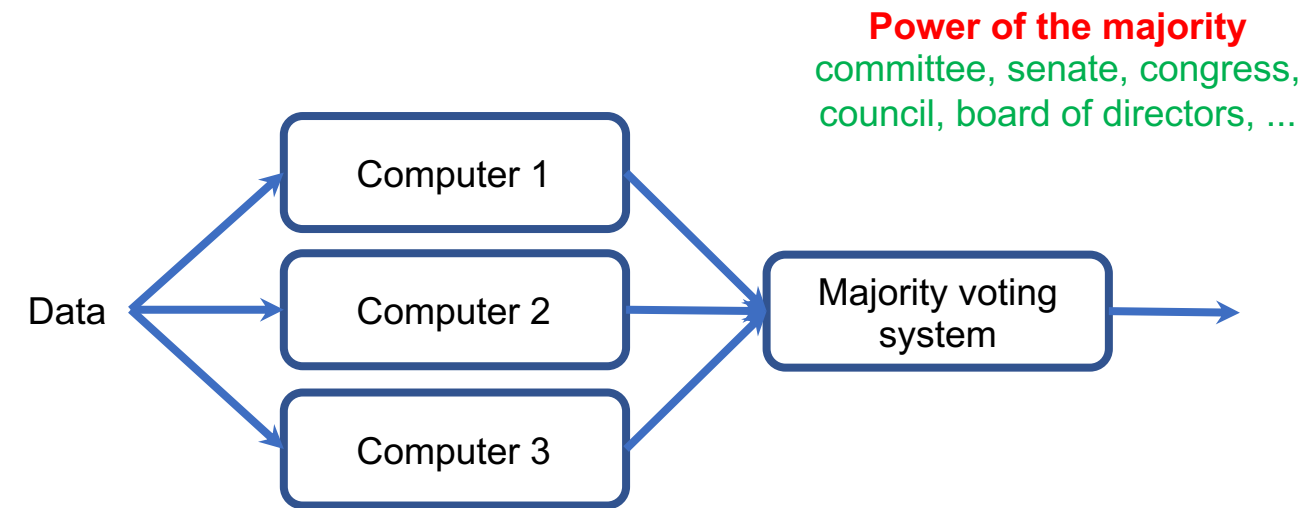 Power of the majority
committee, senate, congress,
council, board of directors, ...
Computer 1
Data
Computer 2
Majority voting
system
Computer 3